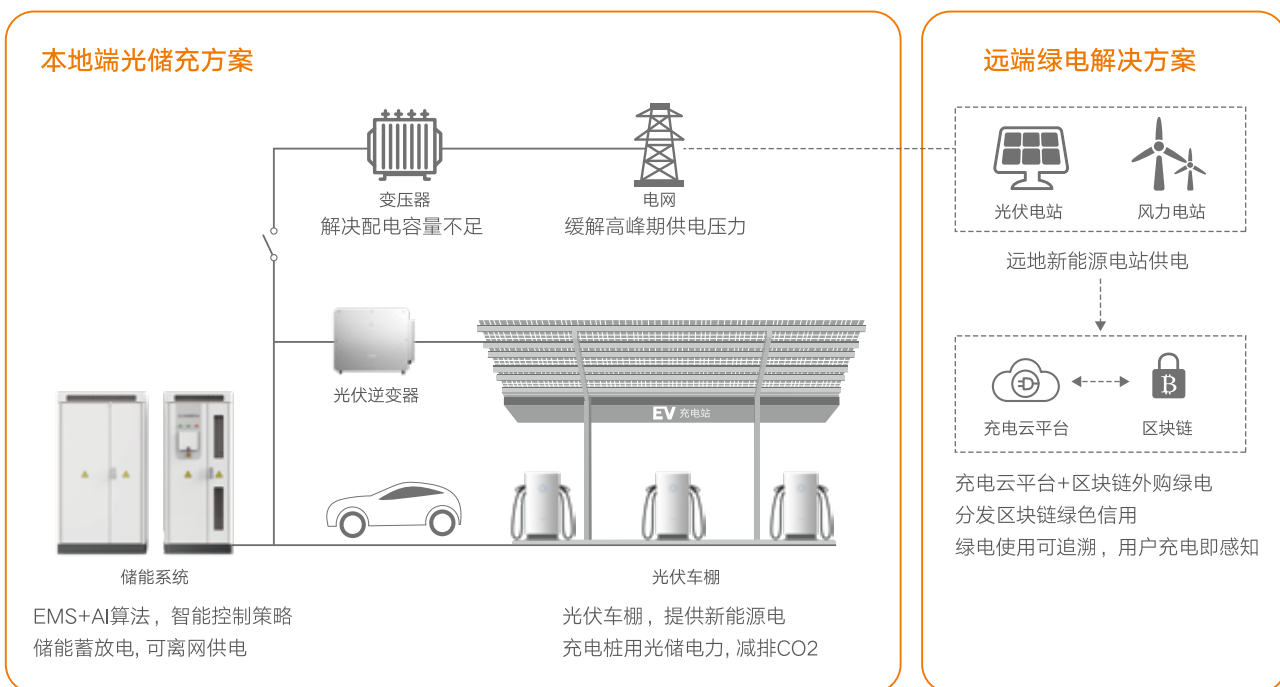 本地端光储充方案
变压器
解决配电容量不足
电网
缓解高峰期供电压力
光伏逆变器
EV 充电站
储能系统
EMS+AI算法，智能控制策略
储能蓄放电, 可离网供电
光伏车棚
光伏车棚，提供新能源电
充电桩用光储电力, 减排CO2
远端绿电解决方案
光伏电站
风力电站
远地新能源电站供电
充电云平台
区块链
充电云平台+区块链外购绿电
分发区块链绿色信用
绿电使用可追溯，用户充电即感知